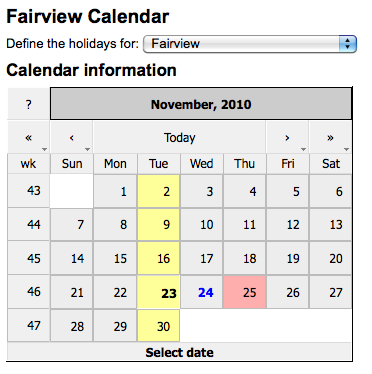 Fairview Calendar
Define the holidays for: Fairview
Calendar information
? November, 2010
« ‹ Today › »
wk Sun Mon Tue Wed Thu Fri Sat
43 1 2 3 4 5 6
44 7 8 9 10 11 12 13
45 14 15 16 17 18 19 20
46 21 22 23 24 25 26 27
47 28 29 30
Select date